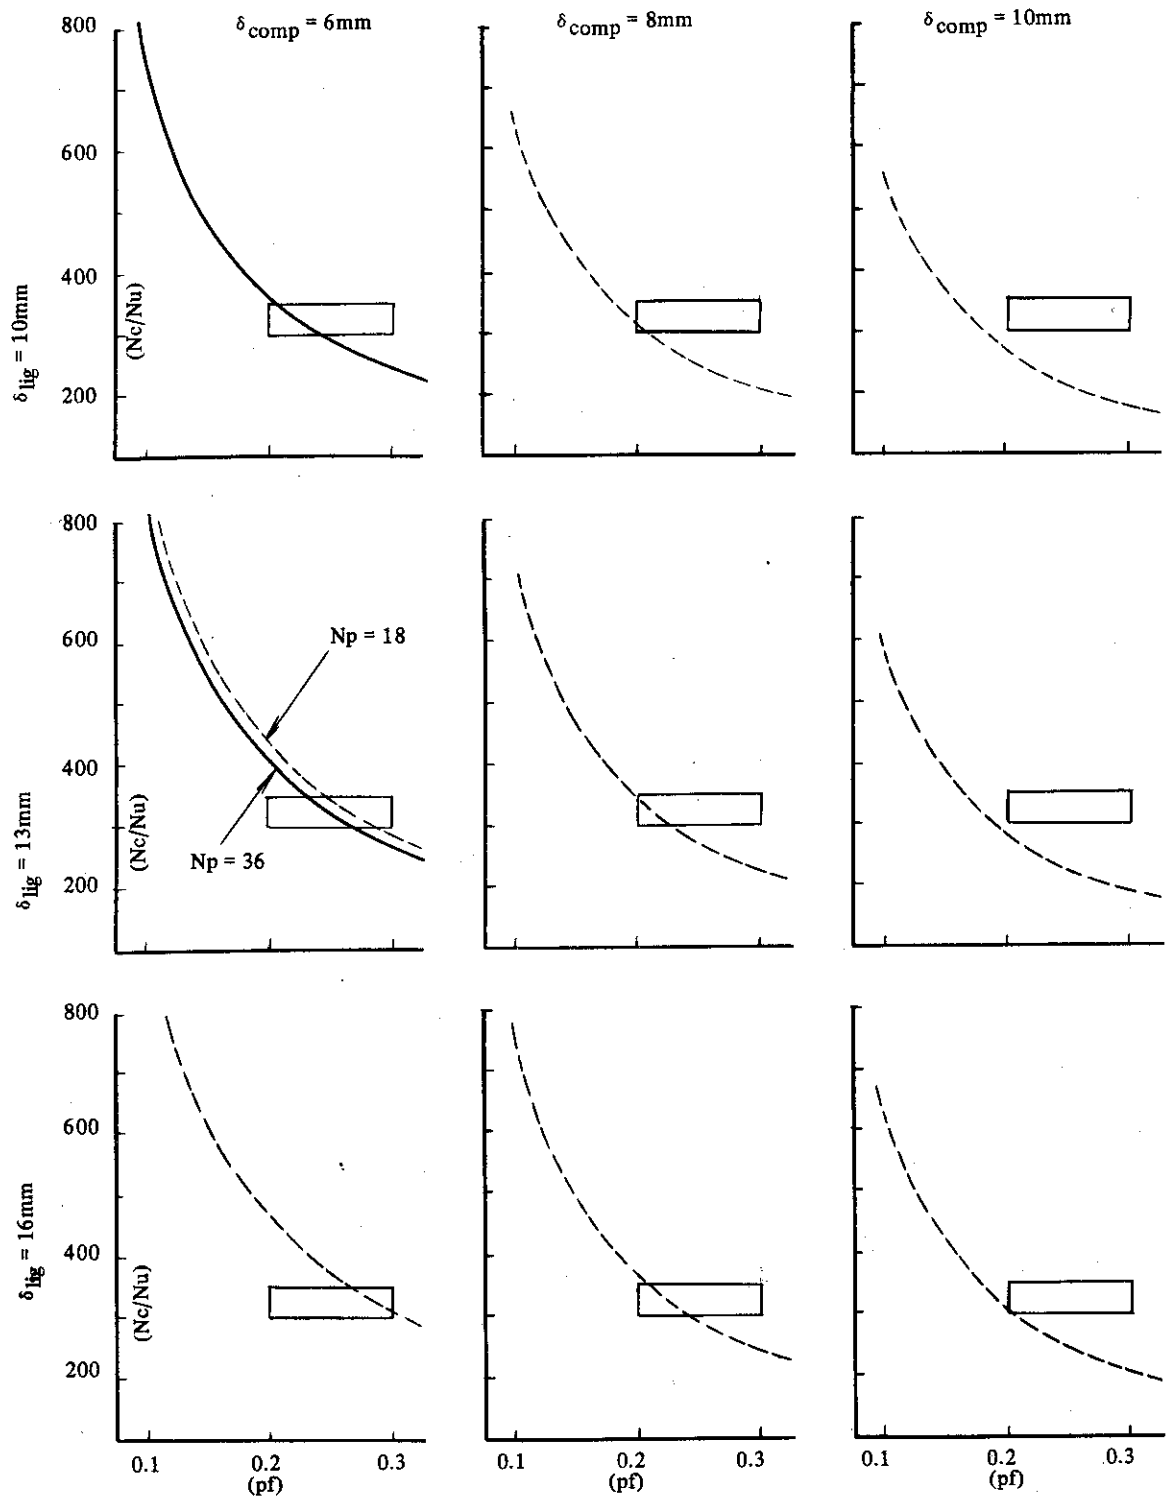 δcomp = 6mm
δcomp = 8mm
δcomp = 10mm
800
600
400
200
(Nc/Nu)
δlig = 10mm
800
600
400
200
(Nc/Nu)
δlig = 13mm
Np = 18
Np = 36
800
600
400
200
(Nc/Nu)
δlig = 16mm
0.1 0.2 0.3
(pf)
0.1 0.2 0.3
(pf)
0.1 0.2 0.3
(pf)